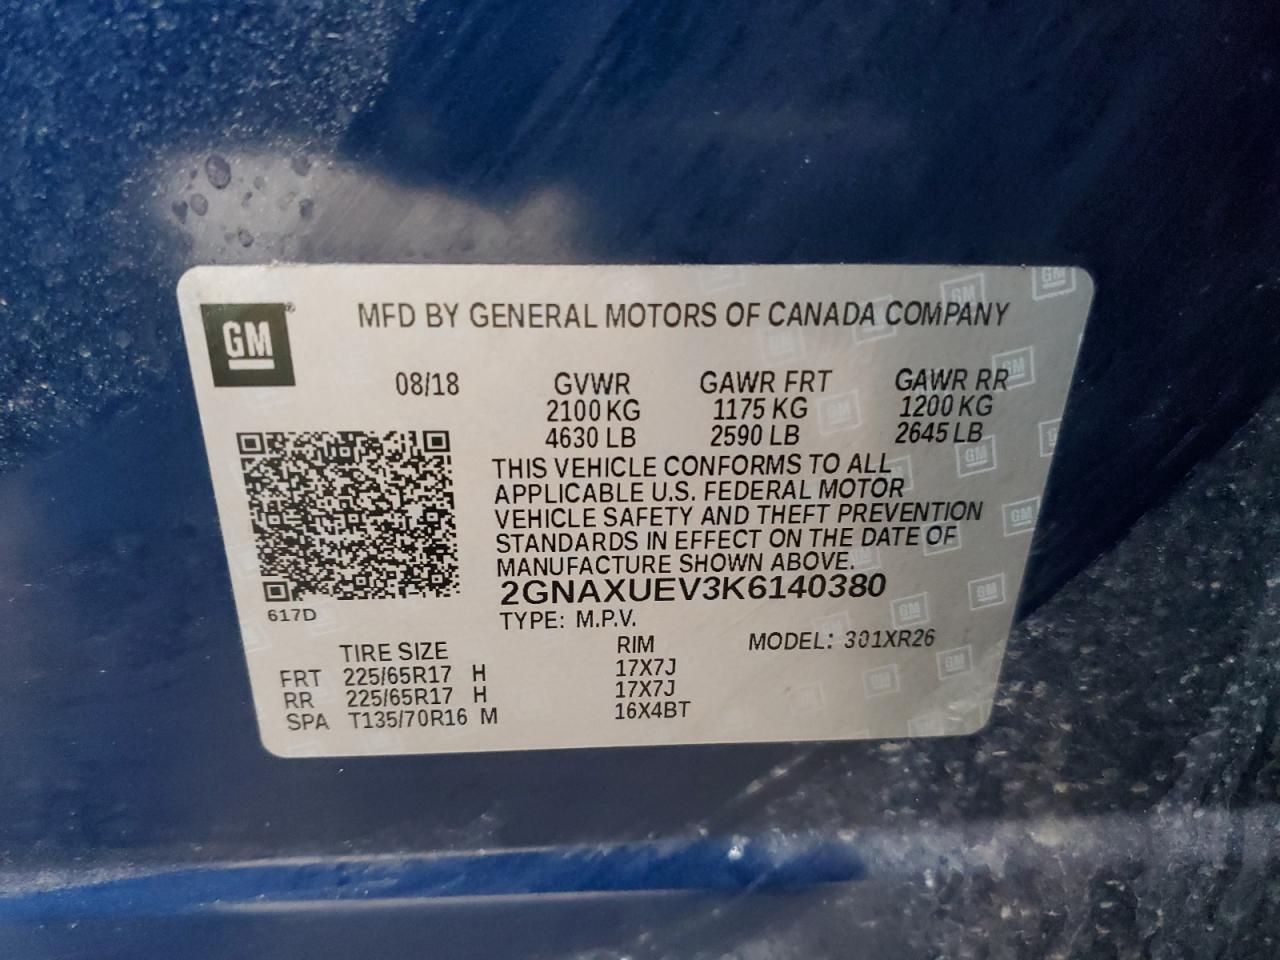 GM
MFD BY GENERAL MOTORS OF CANADA COMPANY
08/18 GVWR GAWR FRT GAWR RR
2100 KG 1175 KG 1200 KG
4630 LB 2590 LB 2645 LB
THIS VEHICLE CONFORMS TO ALL
APPLICABLE U.S. FEDERAL MOTOR
VEHICLE SAFETY AND THEFT PREVENTION
STANDARDS IN EFFECT ON THE DATE OF
MANUFACTURE SHOWN ABOVE.
2GNAXUEV3K6140380
617D TYPE: M.P.V.
TIRE SIZE RIM MODEL: 301XR26
FRT 225/65R17 H 17X7J
RR 225/65R17 H 17X7J
SPA T135/70R16 M 16X4BT